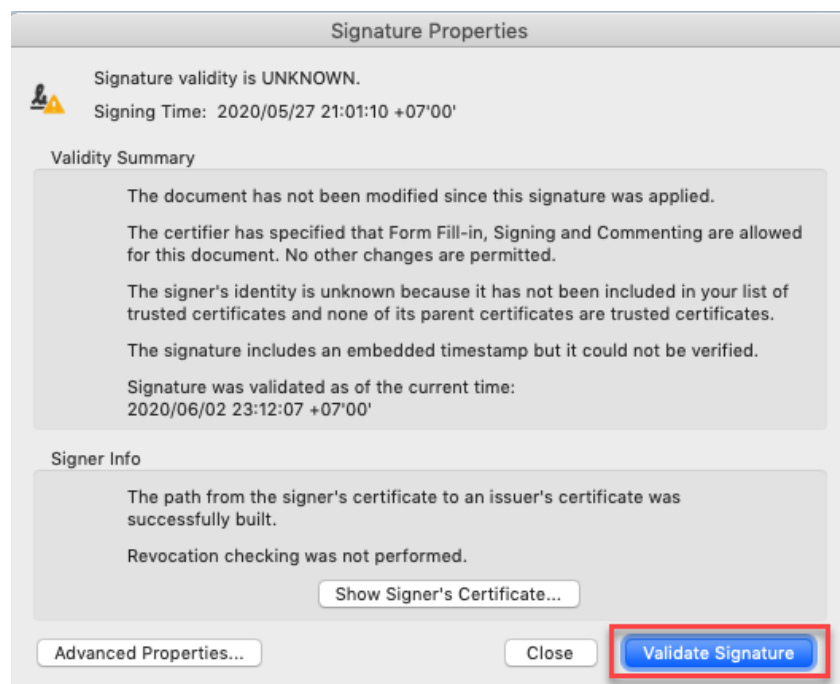 Signature Properties
Signature validity is UNKNOWN.
Signing Time: 2020/05/27 21:01:10 +07'00'
Validity Summary
The document has not been modified since this signature was applied.
The certifier has specified that Form Fill-in, Signing and Commenting are allowed
for this document. No other changes are permitted.
The signer's identity is unknown because it has not been included in your list of
trusted certificates and none of its parent certificates are trusted certificates.
The signature includes an embedded timestamp but it could not be verified.
Signature was validated as of the current time:
2020/06/02 23:12:07 +07'00'
Signer Info
The path from the signer's certificate to an issuer's certificate was
successfully built.
Revocation checking was not performed.
Show Signer's Certificate...
Advanced Properties... Close Validate Signature